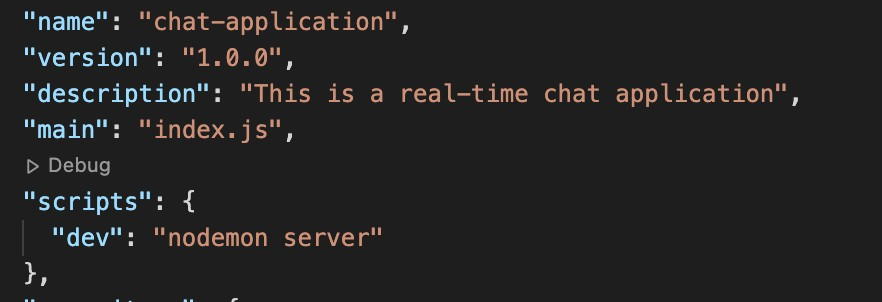 "name": "chat-application",
"version": "1.0.0",
"description": "This is a real-time chat application",
"main": "index.js",
Debug
"scripts": {
"dev": "nodemon server"
},